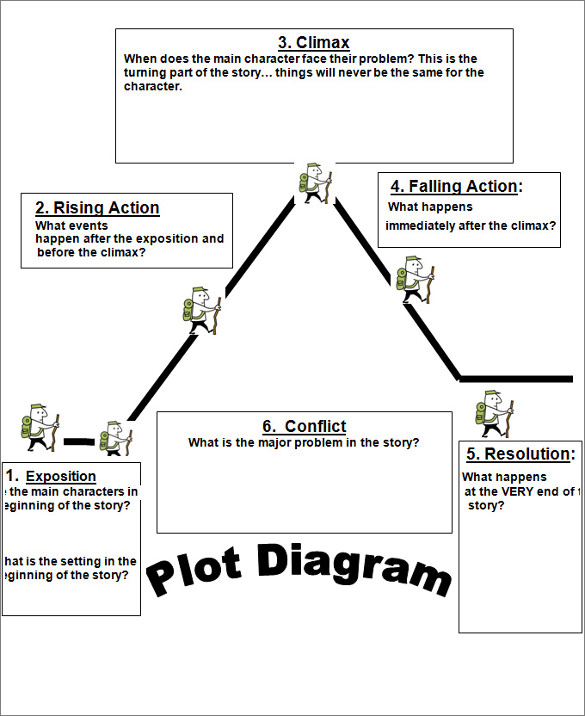 3. Climax
When does the main character face their problem? This is the
turning part of the story... things will never be the same for the
character.
4. Falling Action:
What happens
immediately after the climax?
2. Rising Action
What events
happen after the exposition and
before the climax?
6. Conflict
What is the major problem in the story?
5. Resolution:
What happens
at the VERY end of
story?
1. Exposition
the main characters in
eginning of the story?
hat is the setting in the
eginning of the story?
Plot Diagram